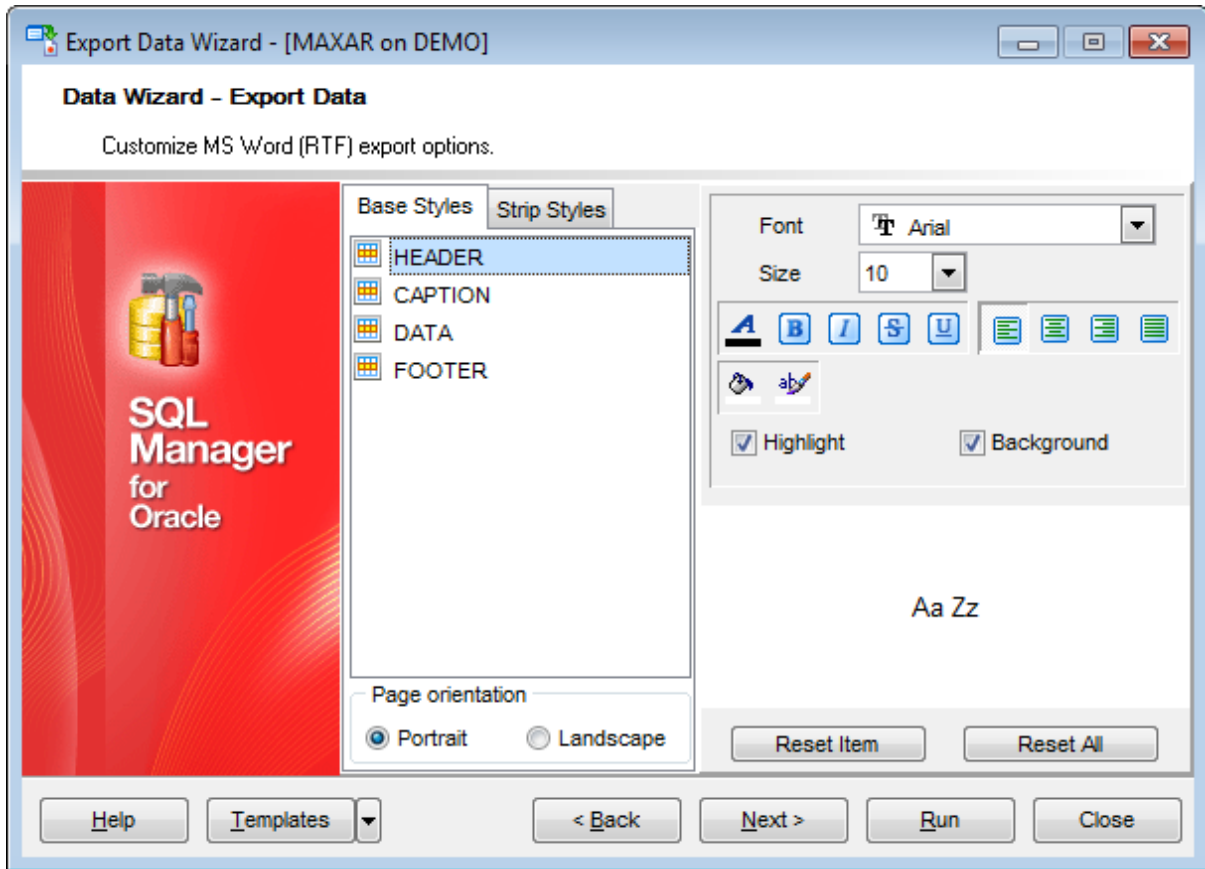 Export Data Wizard - [MAXAR on DEMO]
Data Wizard - Export Data
Customize MS Word (RTF) export options.
SQL
Manager
for
Oracle
Base Styles Strip Styles
HEADER
CAPTION
DATA
FOOTER
Page orientation
Portrait Landscape
Font Arial
Size 10
A B I S U
ab
Highlight Background
Aa Zz
Reset Item Reset All
Help Templates < Back Next > Run Close